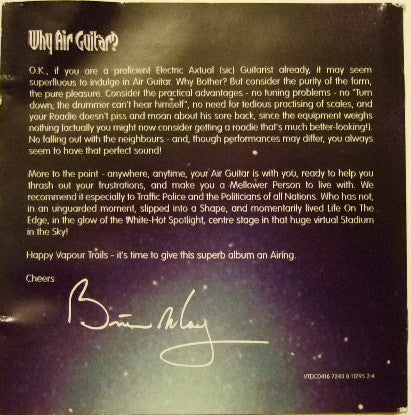 Why Air Guitar?
O.K., if you are a proficient Electric Axtual (sic) Guitarist already, it may seem
superfluous to indulge in Air Guitar. Why Bother? But consider the purity of the form,
the pure pleasure. Consider the practical advantages - no tuning problems - no "Turn
down; the drummer can't hear himself", no need for tedious practising of scales, and
your Roadie doesn't piss and moan about his sore back, since the equipment weighs
nothing (actually you might now consider getting a roadie that's much better-looking!).
No falling out with the neighbours - and, though performances may differ, you always
seem to have that perfect sound!
More to the point - anywhere, anytime, your Air Guitar is with you, ready to help you
thrash out your frustrations, and make you a Mellower Person to live with. We
recommend it especially to Traffic Police and the Politicians of all Nations. Who has not,
in an unguarded moment, slipped into a Shape, and momentarily lived Life On The
Edge, in the glow of the White-Hot Spotlight, centre stage in that huge virtual Stadium
in the Sky!
Happy Vapour Trails - it's time to give this superb album an Airing.
Cheers
Brian May
VTDCD416 7243 8 11295 2 4